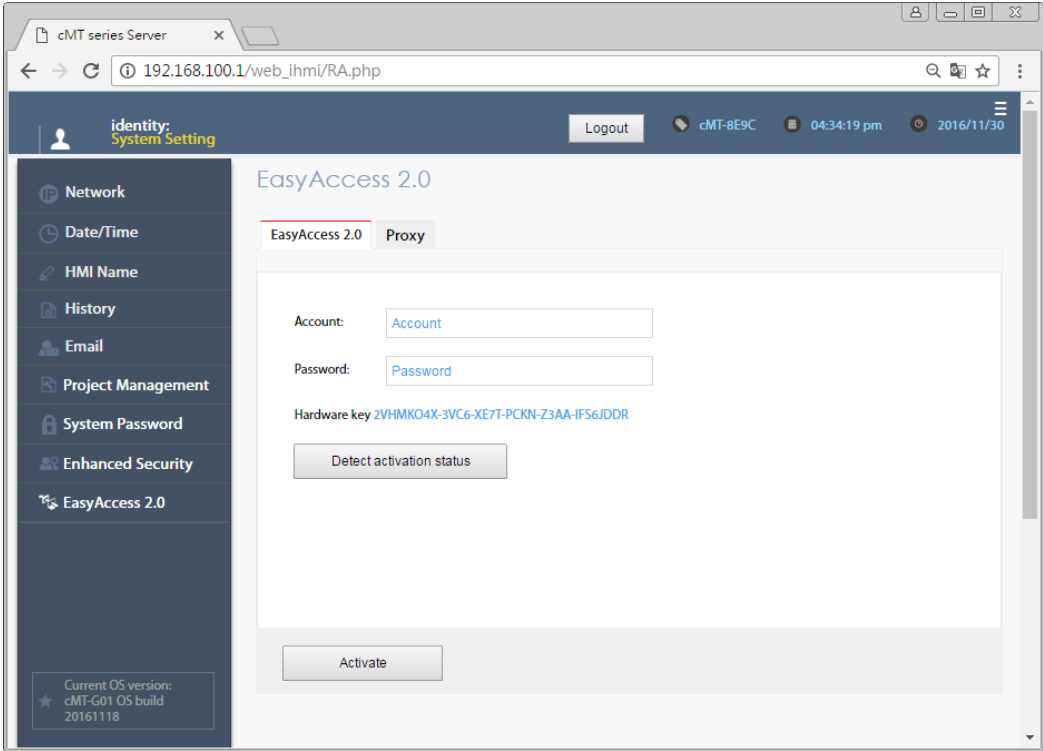 cMT series Server
192.168.100.1/web_ihmi/RA.php
identity:
System Setting
Logout
cMT-8E9C
04:34:19 pm
2016/11/30
Network
Date/Time
HMI Name
History
Email
Project Management
System Password
Enhanced Security
EasyAccess 2.0
Current OS version:
cMT-G01 OS build
20161118
EasyAccess 2.0
EasyAccess 2.0
Proxy
Account:
Account
Password:
Password
Hardware key 2VHMKO4X-3VC6-XE7T-PCKN-Z3AA-IFS6JDDR
Detect activation status
Activate